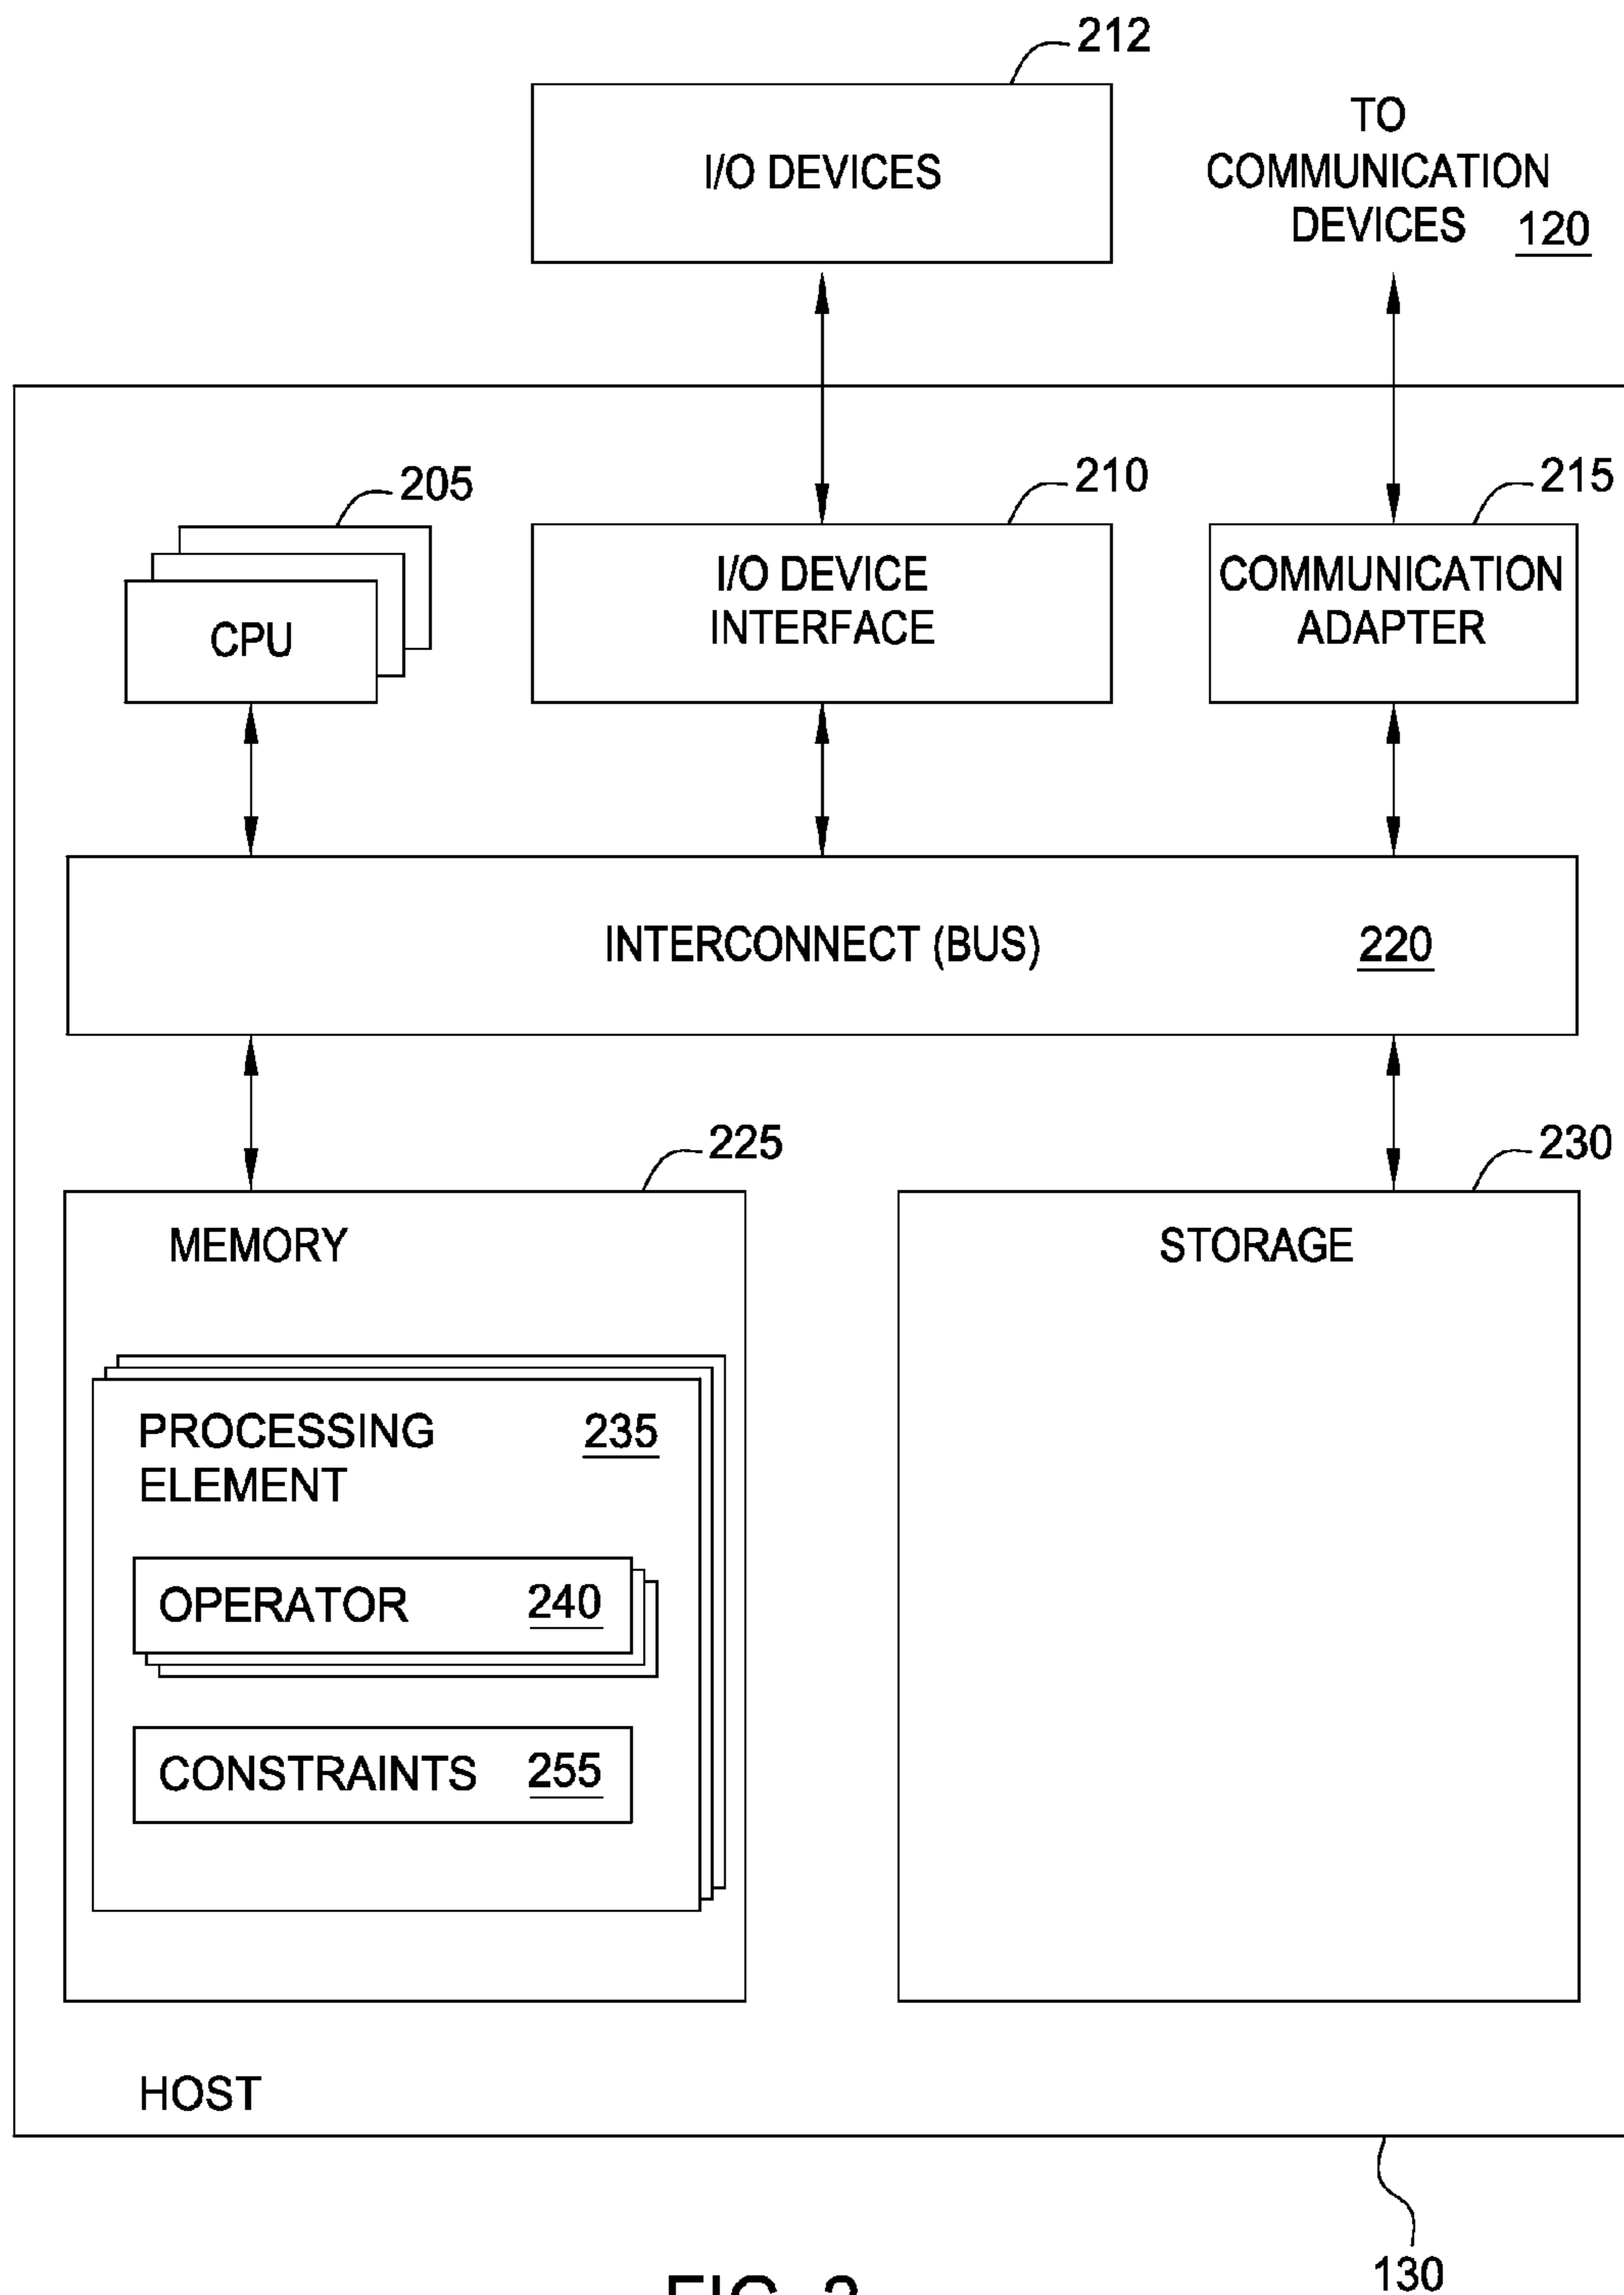 212
I/O DEVICES
TO
COMMUNICATION
DEVICES 120
205
210
215
CPU
I/O DEVICE
INTERFACE
COMMUNICATION
ADAPTER
INTERCONNECT (BUS) 220
225
230
MEMORY
STORAGE
PROCESSING 235
ELEMENT
OPERATOR 240
CONSTRAINTS 255
HOST
130